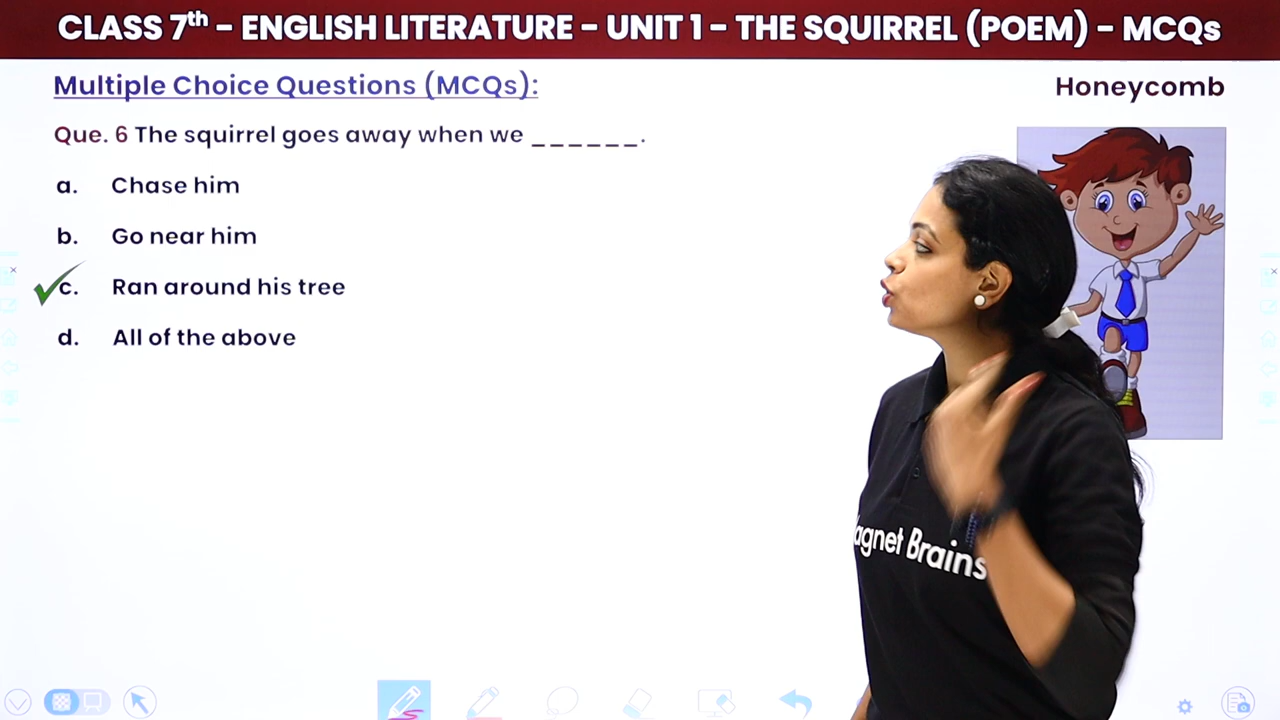 CLASS 7th – ENGLISH LITERATURE – UNIT 1 – THE SQUIRREL (POEM) – MCQs
Multiple Choice Questions (MCQs):
Honeycomb
Que. 6 The squirrel goes away when we ______.
a. Chase him
b. Go near him
c. Ran around his tree
d. All of the above
agnet Brains